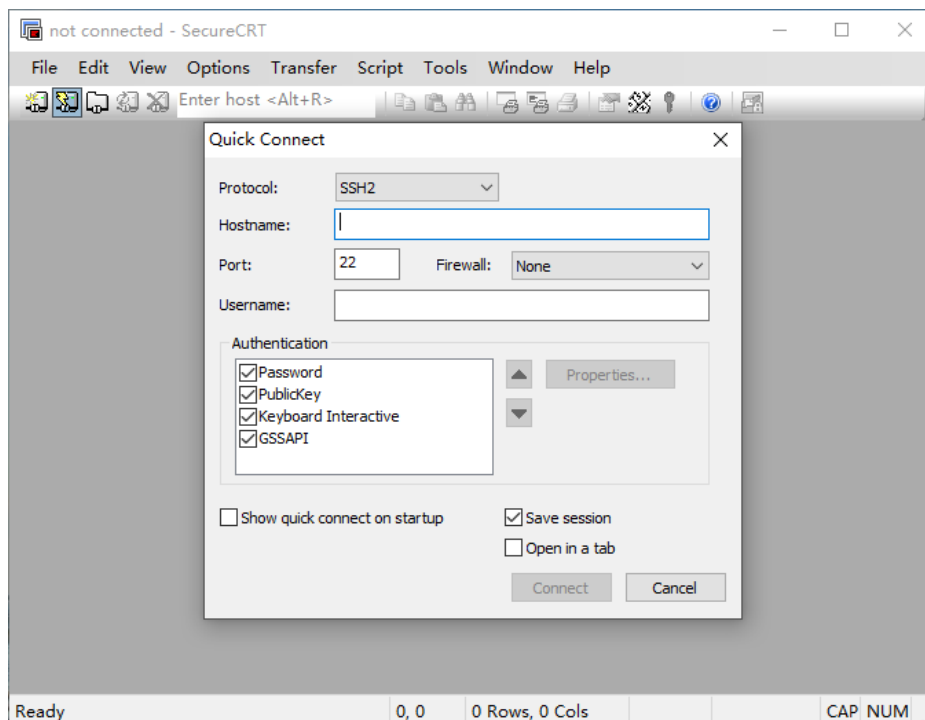 not connected - SecureCRT
File Edit View Options Transfer Script Tools Window Help
Enter host <Alt+R>
Quick Connect
Protocol: SSH2
Hostname:
Port: 22 Firewall: None
Username:
Authentication
Password
PublicKey
Keyboard Interactive
GSSAPI
Properties...
Show quick connect on startup
Save session
Open in a tab
Connect Cancel
Ready 0, 0 0 Rows, 0 Cols CAP NUM